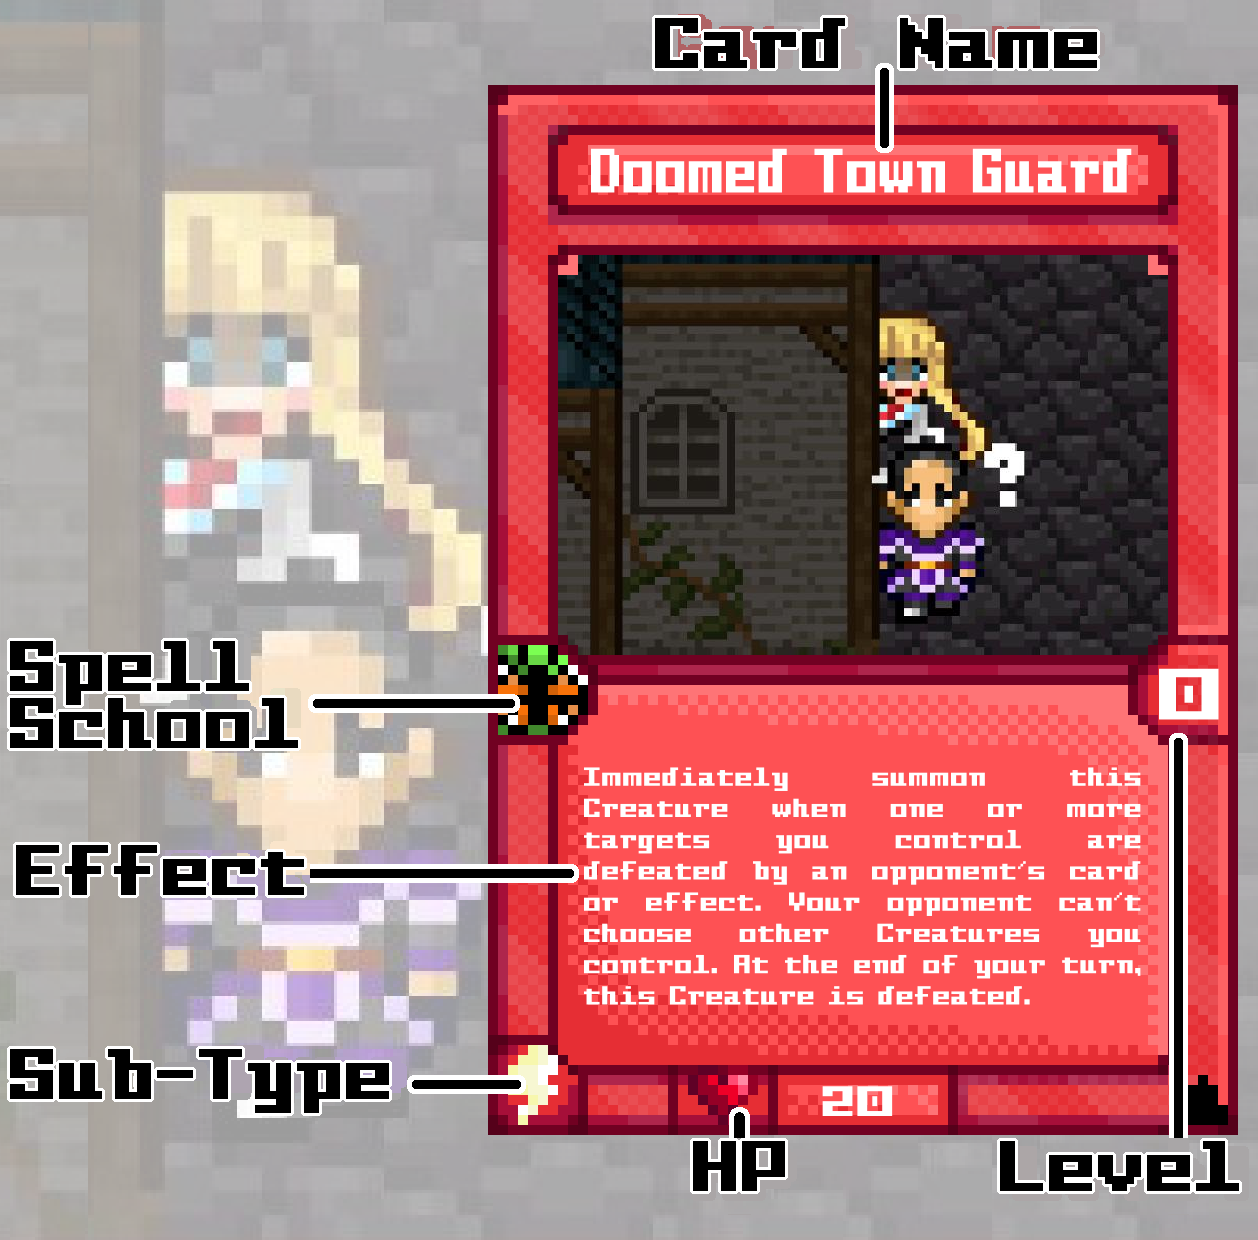 Card Name
Doomed Town Guard
?
Spell
School
0
Immediately summon this
Creature when one or more
targets you control are
defeated by an opponent's card
or effect. Your opponent can't
choose other Creatures you
control. At the end of your turn,
this Creature is defeated.
Effect
Sub-Type
20
HP
Level